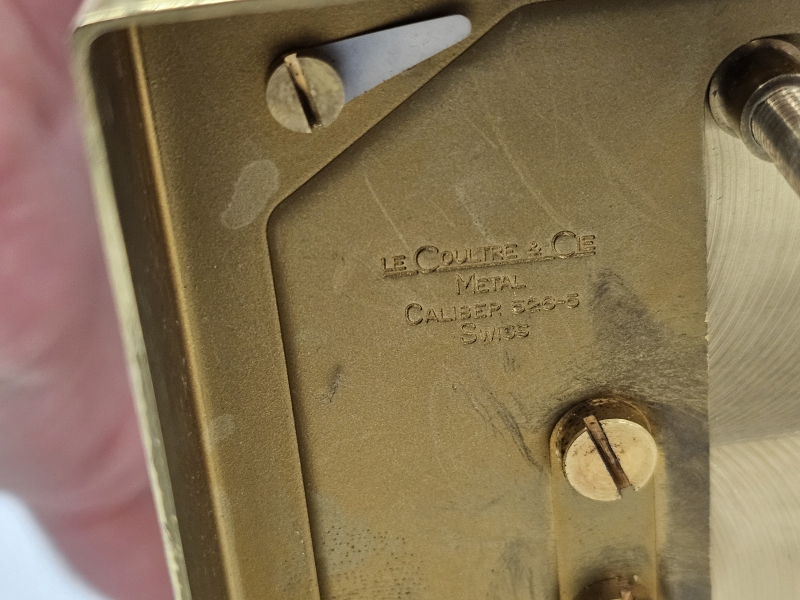 LE COULTRE & CIE
METAL
CALIBER 526-5
SWISS